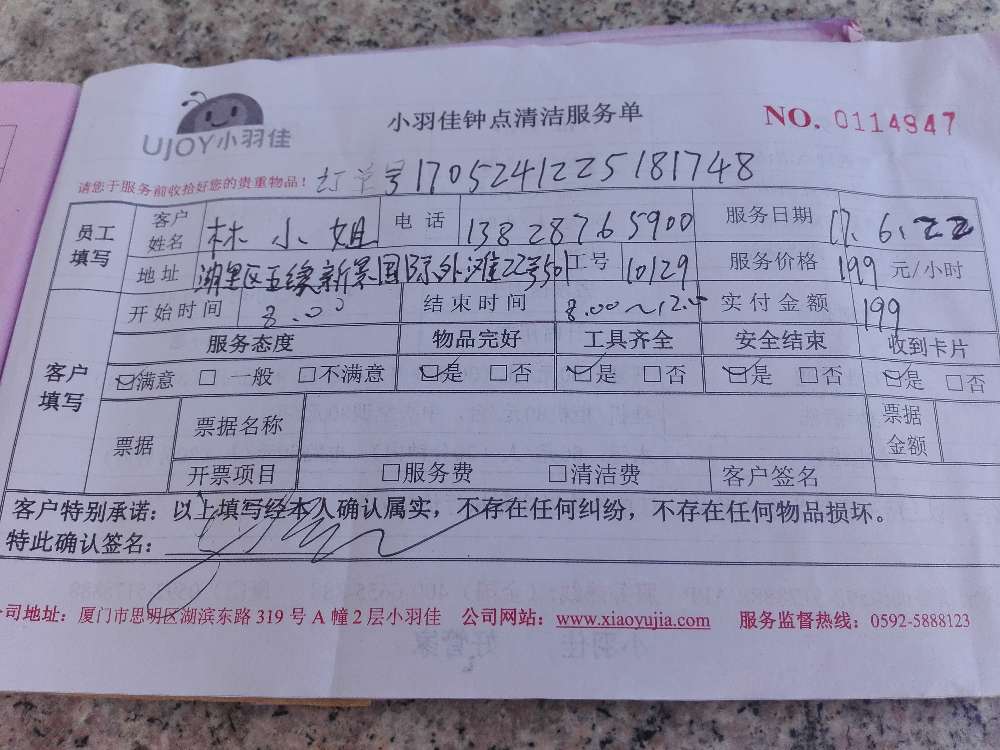 UJOY小羽佳
小羽佳钟点清洁服务单
NO. 0114947
请您于服务前收拾好您的贵重物品！
订单号170524122518​1748
员工填写 客户姓名 林小姐 电话 13828765900 服务日期 17.6.22
地址 湖里区五缘新景国际外滩22号501 工号 10129 服务价格 199 元/小时
客户填写 开始时间 8.00 结束时间 8.00~12.00 实付金额 199
服务态度 物品完好 工具齐全 安全结束 收到卡片
☑满意 □一般 □不满意 ☑是 □否 ☑是 □否 ☑是 □否 ☑是 □否
票据 票据名称 票据金额
开票项目 □服务费 □清洁费 客户签名
客户特别承诺：以上填写经本人确认属实，不存在任何纠纷，不存在任何物品损坏。
特此确认签名：
司地址：厦门市思明区湖滨东路 319 号 A 幢 2 层小羽佳 公司网站：www.xiaoyujia.com 服务监督热线：0592-5888123